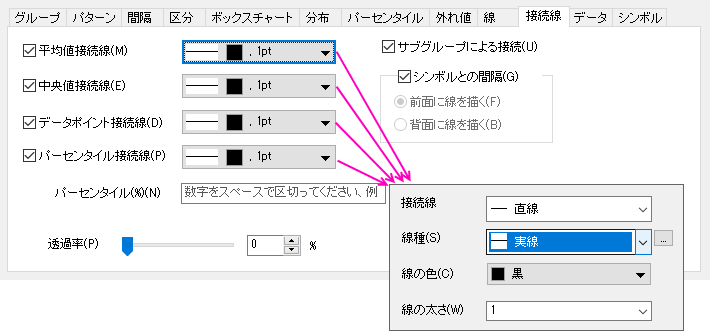 グループ パターン 間隔 区分 ボックスチャート 分布 パーセンタイル 外れ値 線 接続線 データ シンボル
平均値接続線(M) , 1pt サブグループによる接続(U)
中央値接続線(E) , 1pt シンボルとの間隔(G)
前面に線を描く(F)
データポイント接続線(D) , 1pt 背面に線を描く(B)
パーセンタイル接続線(P) , 1pt
パーセンタイル(%)(N) 数字をスペースで区切ってください、例
透過率(P) 0 %
接続線 直線
線種(S) 実線 ...
線の色(C) 黒
線の太さ(W) 1